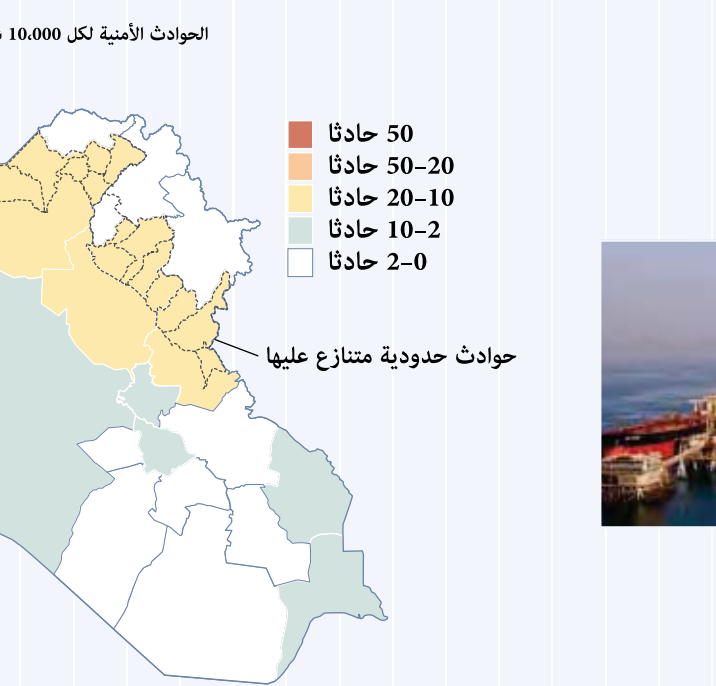 الحوادث الأمنية لكل 10،000
50 حادثا
50–20 حادثا
20–10 حادثا
10–2 حادثا
2–0 حادثا
حوادث حدودية متنازع عليها